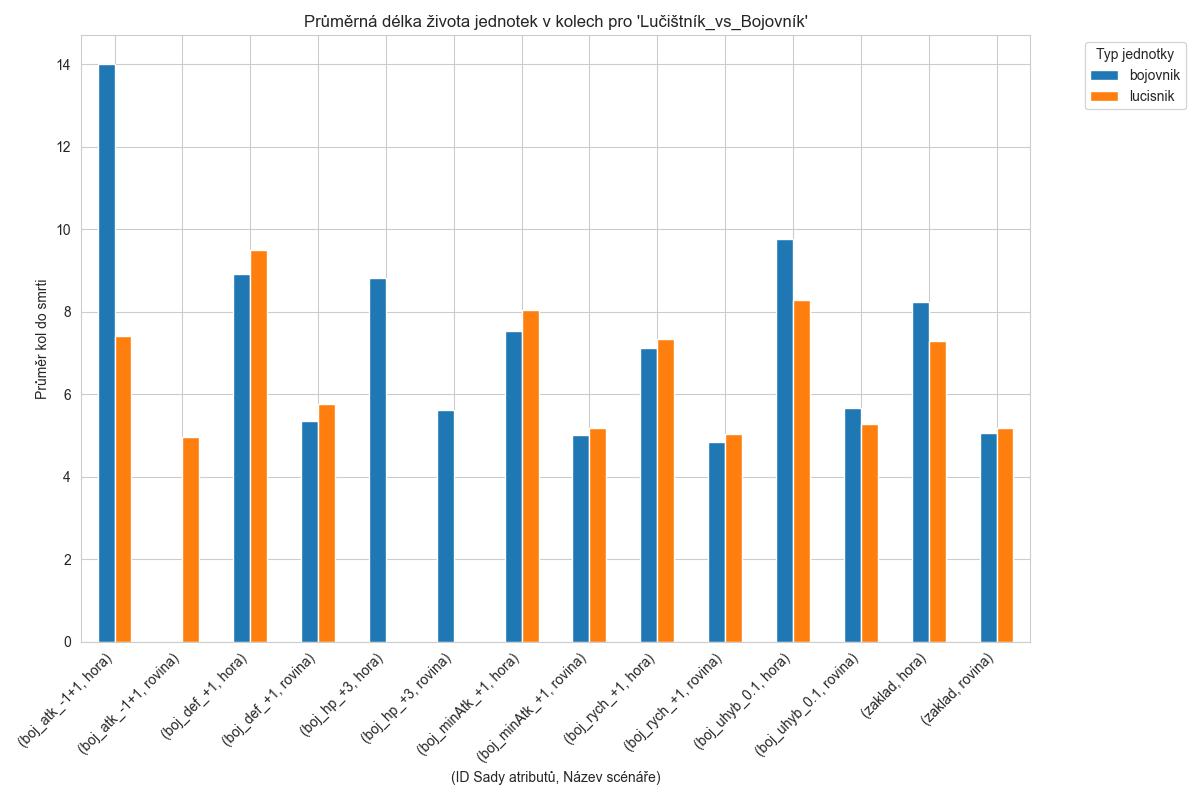 Průměrná délka života jednotek v kolech pro 'Lučištník_vs_Bojovník'
Typ jednotky
bojovnik
lucisnik
Průměr kol do smrti
14
12
10
8
6
4
2
0
(boj_atk_-1+1, hora)
(boj_atk_-1+1, rovina)
(boj_def_+1, hora)
(boj_def_+1, rovina)
(boj_hp_+3, hora)
(boj_hp_+3, rovina)
(boj_minAtk_+1, hora)
(boj_minAtk_+1, rovina)
(boj_rych_+1, hora)
(boj_rych_+1, rovina)
(boj_uhyb_0.1, hora)
(boj_uhyb_0.1, rovina)
(zaklad, hora)
(zaklad, rovina)
(ID Sady atributů, Název scénáře)